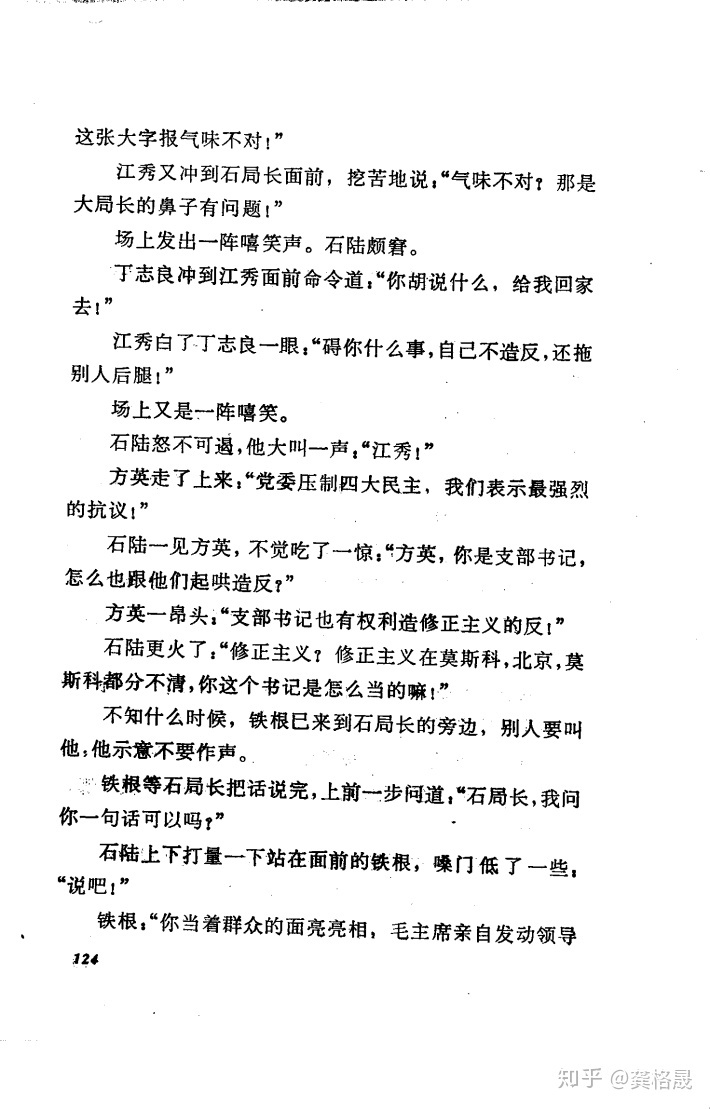 这张大字报气味不对！”
江秀又冲到石局长面前，挖苦地说：“气味不对？那是
大局长的鼻子有问题！”
场上发出一阵嘻笑声。石陆颇窘。
丁志良冲到江秀面前命令道：“你胡说什么，给我回家
去！”
江秀白了丁志良一眼：“碍你什么事，自己不造反，还拖
别人后腿！”
场上又是一阵嘻笑。
石陆怒不可遏，他大叫一声：“江秀！”
方英走了上来：“党委压制四大民主，我们表示最强烈
的抗议！”
石陆一见方英，不觉吃了一惊：“方英，你是支部书记，
怎么也跟他们起哄造反？”
方英一昂头：“支部书记也有权利造修正主义的反！”
石陆更火了：“修正主义？修正主义在莫斯科，北京，莫
斯科都分不清，你这个书记是怎么当的嘛！”
不知什么时候，铁根已来到石局长的旁边，别人要叫
他，他示意不要作声。
铁根等石局长把话说完，上前一步问道：“石局长，我问
你一句话可以吗？”
石陆上下打量一下站在面前的铁根，嗓门低了一些：
“说吧！”
铁根：“你当着群众的面亮亮相，毛主席亲自发动领导
124
知乎 @龚格晟